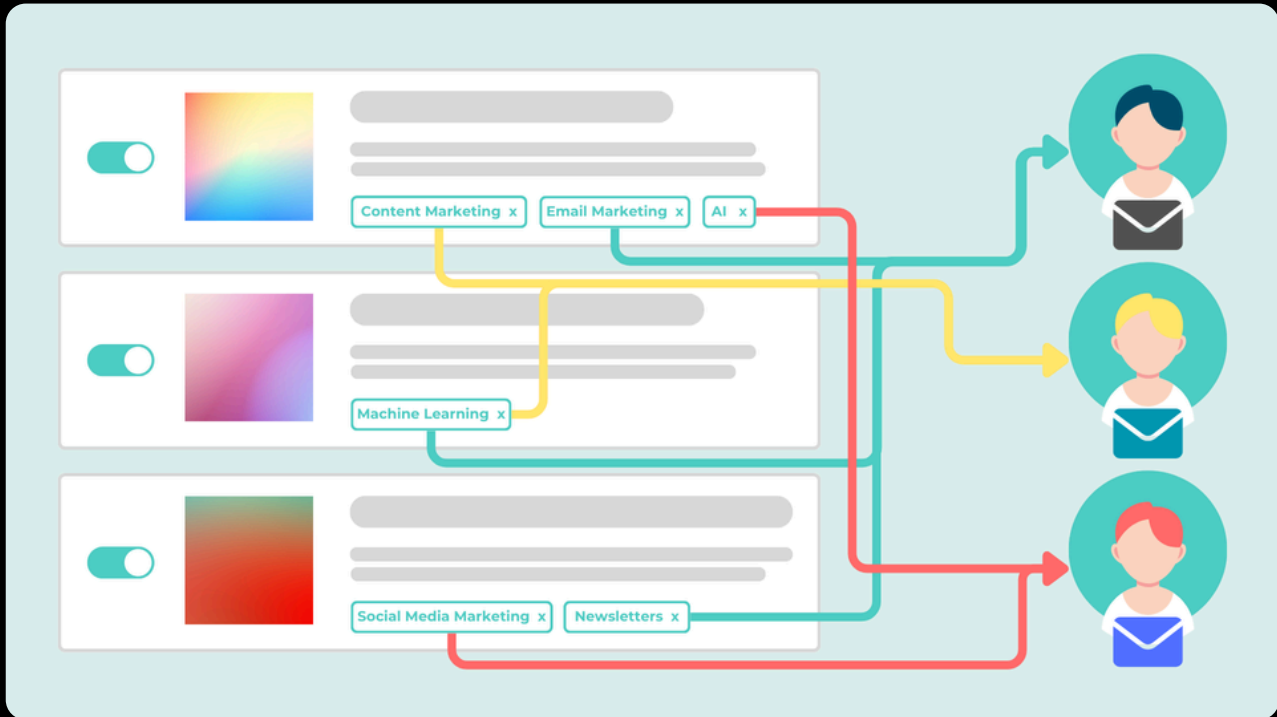 Content Marketing x Email Marketing x AI x
Machine Learning x
Social Media Marketing x Newsletters x